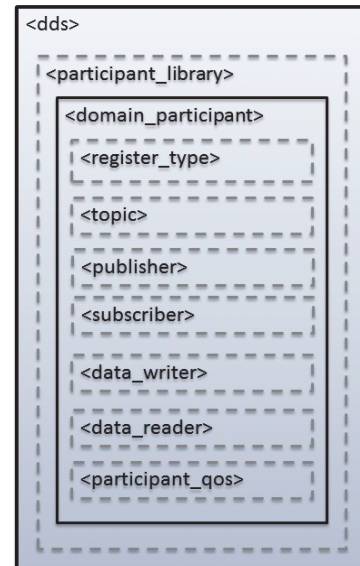 <dds>
<participant_library>
<domain_participant>
<register_type>
<topic>
<publisher>
<subscriber>
<data_writer>
<data_reader>
<participant_qos>